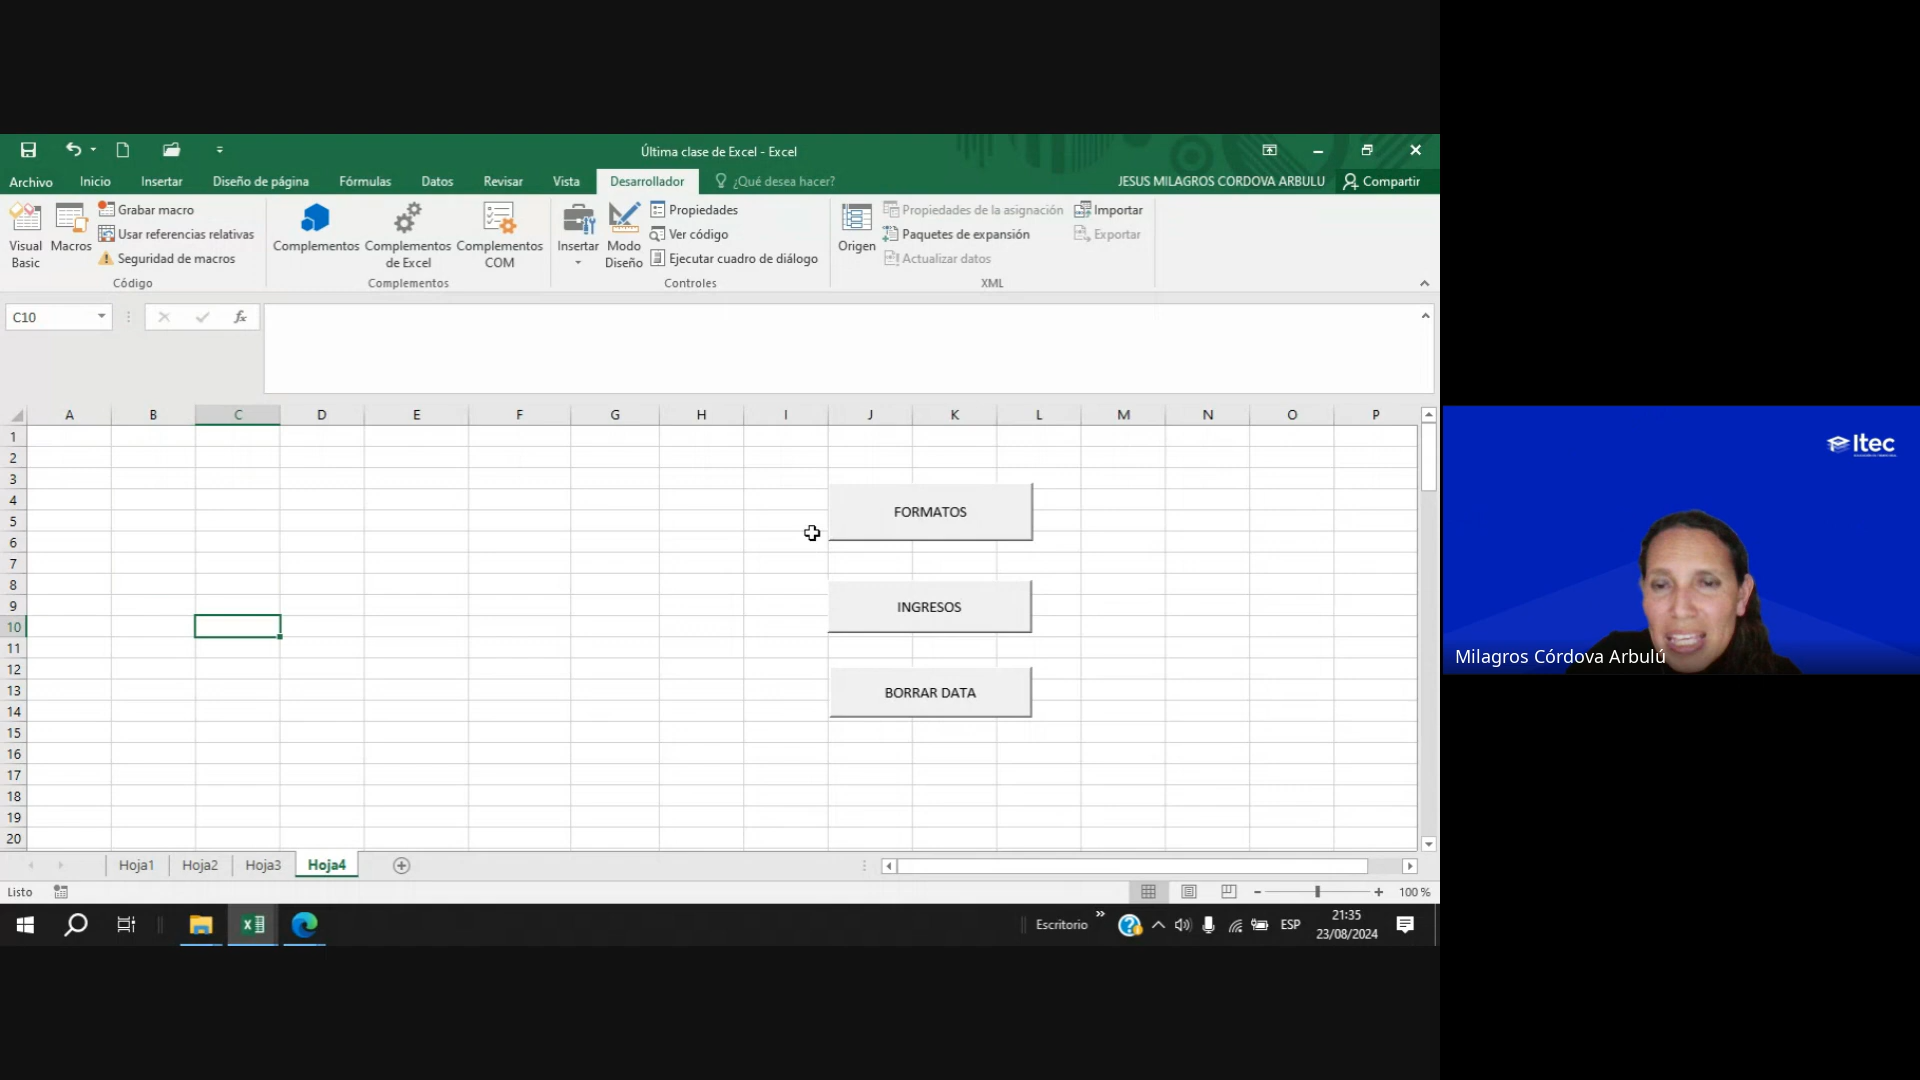 Última clase de Excel - Excel
Archivo Inicio Insertar Diseño de página Fórmulas Datos Revisar Vista Desarrollador ¿Qué desea hacer? JESUS MILAGROS CORDOVA ARBULU Compartir
Visual Basic
Macros
Grabar macro
Usar referencias relativas
Seguridad de macros
Código
Complementos
Complementos de Excel
Complementos COM
Complementos
Insertar
Modo Diseño
Propiedades
Ver código
Ejecutar cuadro de diálogo
Controles
Origen
Propiedades de la asignación
Paquetes de expansión
Actualizar datos
Importar
Exportar
XML
C10
fx
A B C D E F G H I J K L M N O P
1
2
3
4
5
6
7
8
9
10
11
12
13
14
15
16
17
18
19
20
FORMATOS
INGRESOS
BORRAR DATA
Hoja1 Hoja2 Hoja3 Hoja4
Listo
100 %
Escritorio
ESP
21:35
23/08/2024
Itec
Milagros Córdova Arbulú